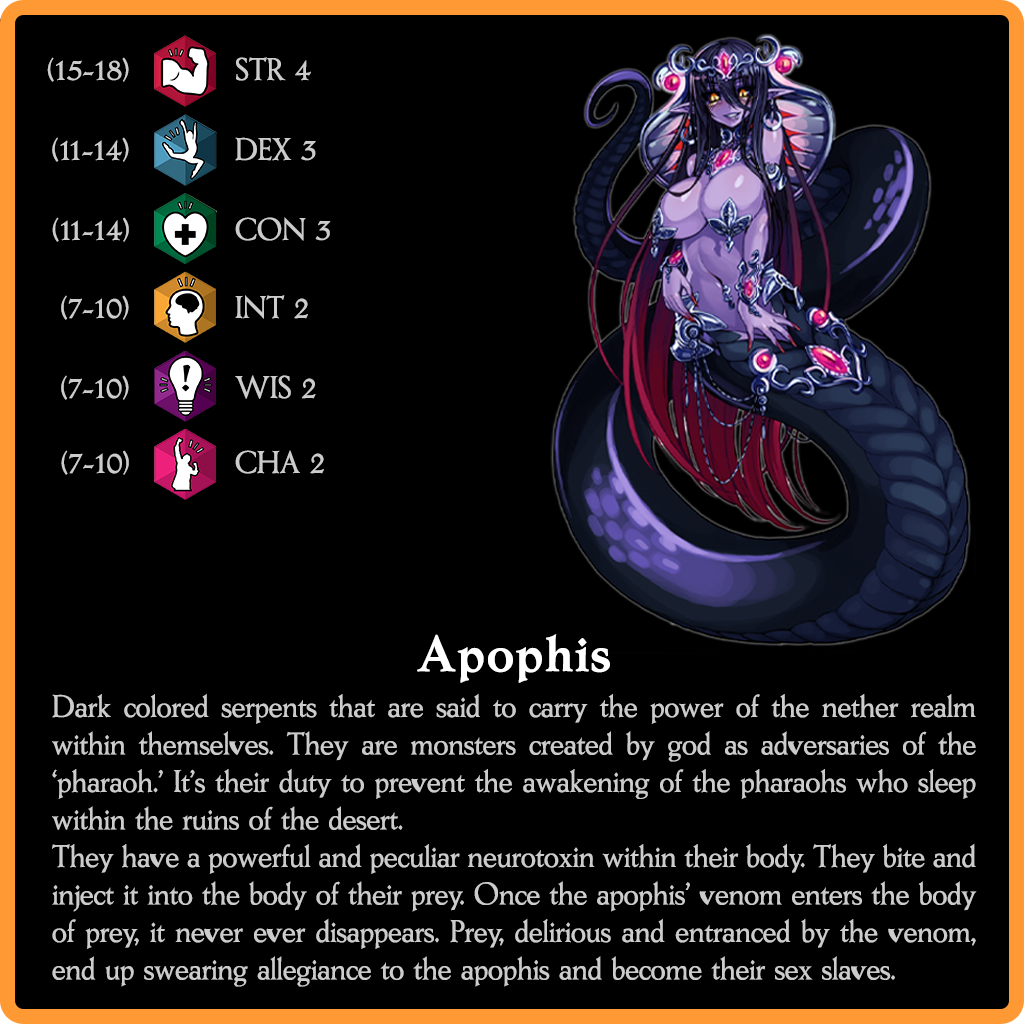 (15-18) STR 4
(11-14) DEX 3
(11-14) CON 3
(7-10) INT 2
(7-10) WIS 2
(7-10) CHA 2
Apophis
Dark colored serpents that are said to carry the power of the nether realm
within themselves. They are monsters created by god as adversaries of the
‘pharaoh.’ It’s their duty to prevent the awakening of the pharaohs who sleep
within the ruins of the desert.
They have a powerful and peculiar neurotoxin within their body. They bite and
inject it into the body of their prey. Once the apophis’ venom enters the body
of prey, it never ever disappears. Prey, delirious and entranced by the venom,
end up swearing allegiance to the apophis and become their sex slaves.